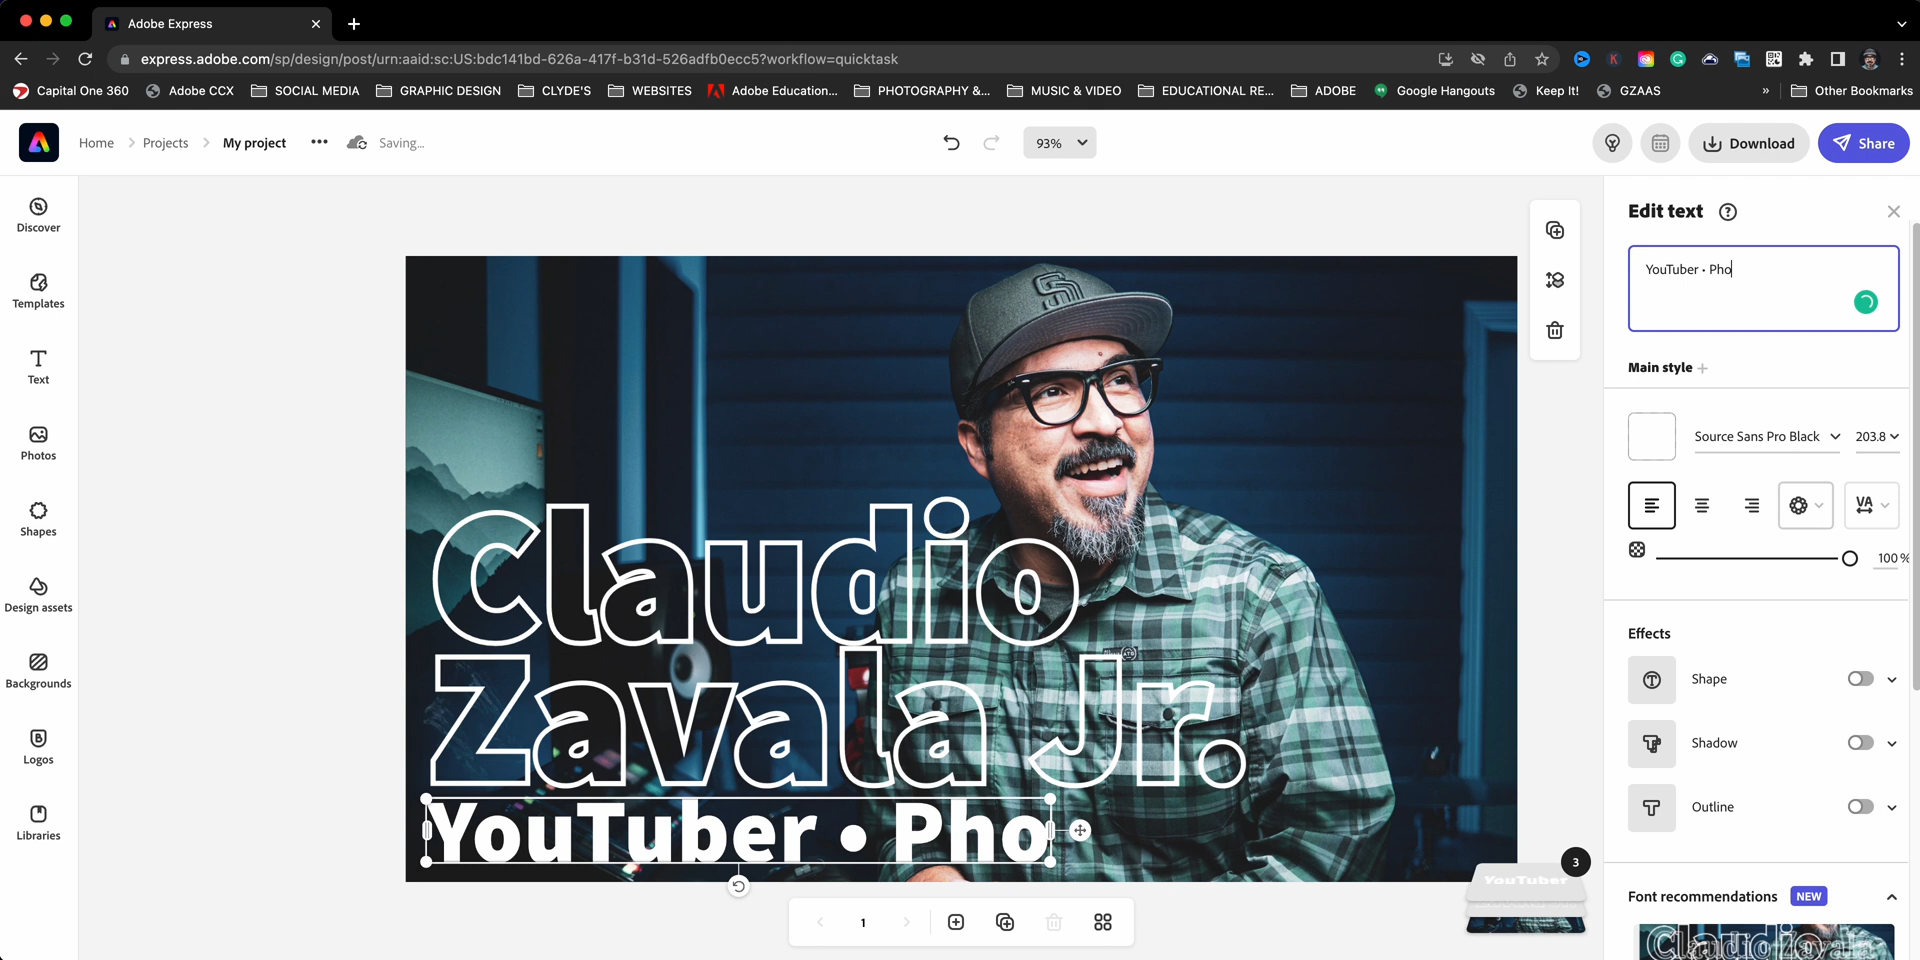 Adobe Express
express.adobe.com/sp/design/post/urn:aaid:sc:US:bdc141bd-626a-417f-b31d-526adfb0ecc5?workflow=quicktask
Capital One 360
Adobe CCX
SOCIAL MEDIA
GRAPHIC DESIGN
CLYDE'S
WEBSITES
Adobe Education...
PHOTOGRAPHY &...
MUSIC & VIDEO
EDUCATIONAL RE...
ADOBE
Google Hangouts
Keep It!
GZAAS
»
Other Bookmarks
Home
Projects
My project
Saving...
93%
Download
Share
Discover
Templates
Text
Photos
Shapes
Design assets
Backgrounds
Logos
Libraries
Claudio
Zavala Jr.
YouTuber • Pho
1
3
YouTuber
Edit text
YouTuber • Pho
Main style
Source Sans Pro Black
203.8
VA
100 %
Effects
Shape
Shadow
Outline
Font recommendations
NEW
Claudio Zavala